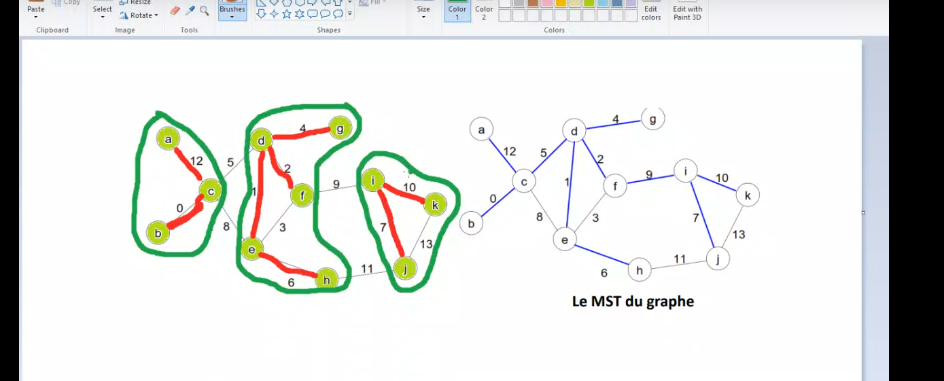 Paste
Copy
Select
Resize
Rotate
Brushes
Fill
Size
Color
1
Color
2
Edit
colors
Edit with
Paint 3D
Clipboard
Image
Tools
Shapes
Colors
a
12
c
0
b
5
8
d
4
g
2
1
f
3
e
6
h
9
11
i
10
k
7
13
j
a
12
c
0
b
5
8
d
4
g
2
1
f
3
e
6
h
9
11
i
10
k
7
13
j
Le MST du graphe